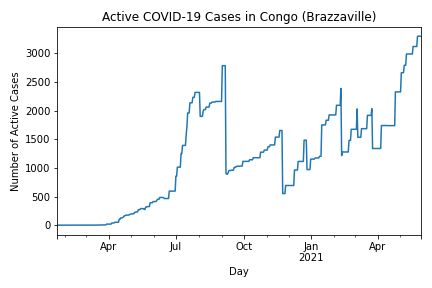 Active COVID-19 Cases in Congo (Brazzaville)
Number of Active Cases
3000
2500
2000
1500
1000
500
0
Apr
Jul
Oct
Jan
2021
Apr
Day